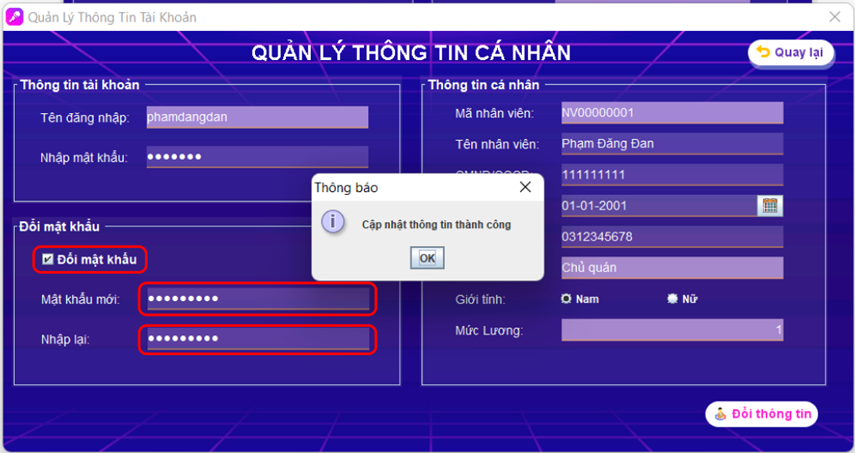 Quản Lý Thông Tin Tài Khoản
QUẢN LÝ THÔNG TIN CÁ NHÂN
Quay lại
Thông tin tài khoản
Tên đăng nhập: phamdangdan
Nhập mật khẩu: •••••••
Đổi mật khẩu
Đổi mật khẩu
Mật khẩu mới: •••••••••
Nhập lại: •••••••••
Thông tin cá nhân
Mã nhân viên: NV00000001
Tên nhân viên: Phạm Đăng Đan
111111111
01-01-2001
0312345678
Chủ quán
Giới tính: Nam Nữ
Mức Lương: 1
Đổi thông tin
Thông báo
Cập nhật thông tin thành công
OK